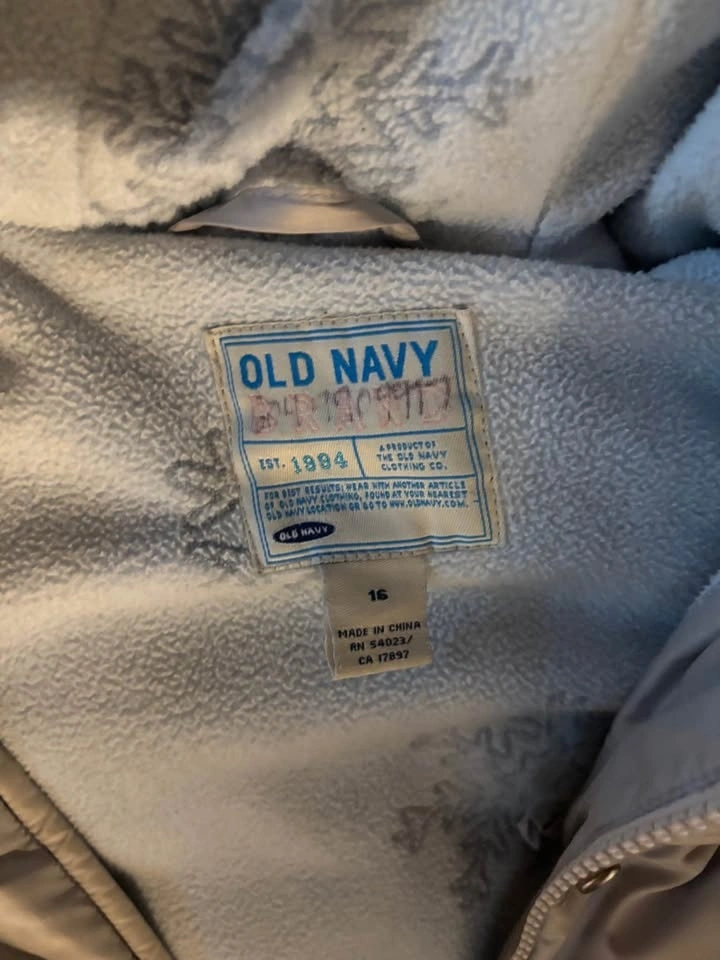 OLD NAVY
BRAND
EST. 1994
A PRODUCT OF
THE OLD NAVY
CLOTHING CO.
FOR BEST RESULTS: WEAR WITH ANOTHER ARTICLE
OF OLD NAVY CLOTHING, FOUND AT YOUR NEAREST
OLD NAVY LOCATION OR GO TO WWW.OLDNAVY.COM.
OLD NAVY
16
MADE IN CHINA
RN 54023/
CA 17897